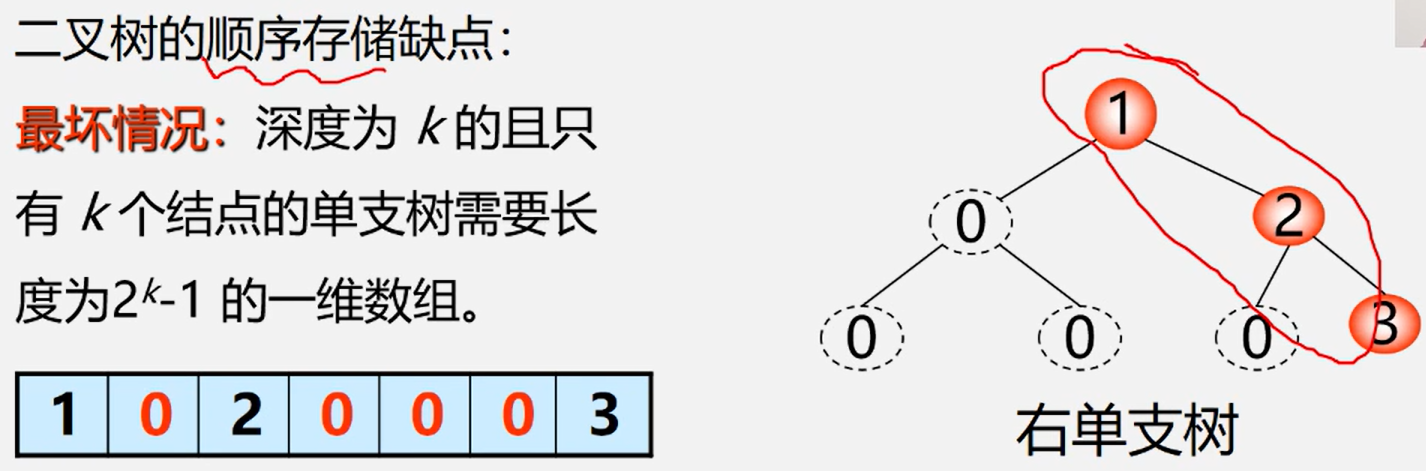 二叉树的顺序存储缺点：
最坏情况：深度为 k 的且只
有 k 个结点的单支树需要长
度为2ᵏ-1 的一维数组。
1 0 2 0 0 0 3
1
0 2
0 0 0 3
右单支树